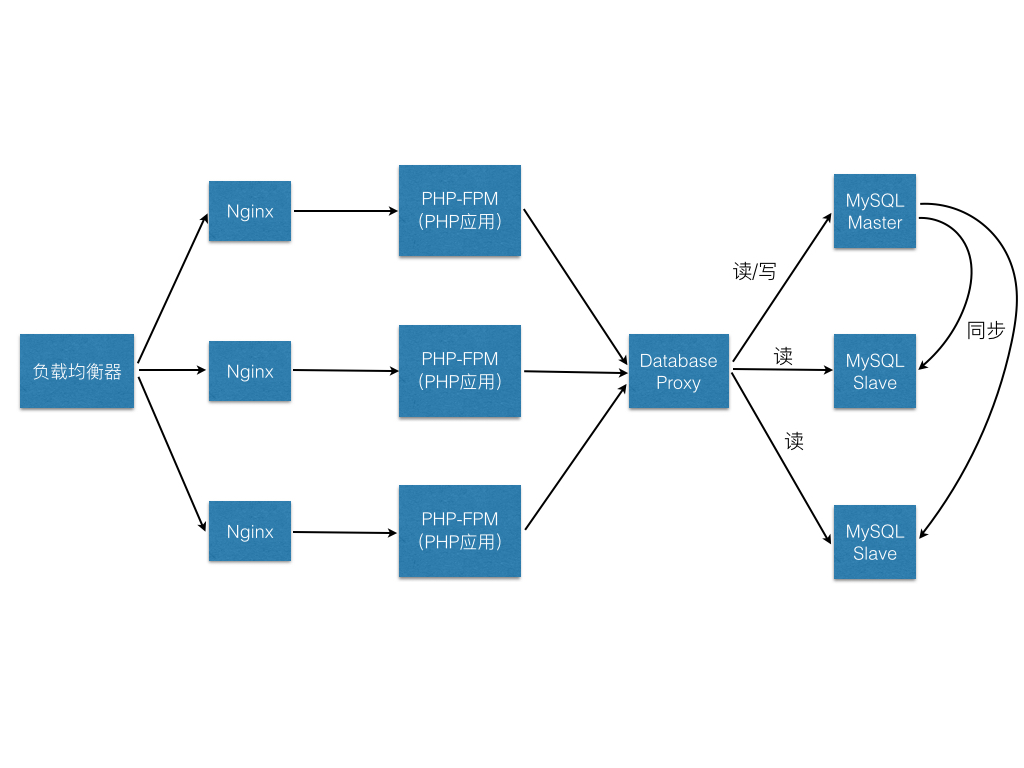 负载均衡器
Nginx
Nginx
Nginx
PHP-FPM
(PHP应用)
PHP-FPM
(PHP应用)
PHP-FPM
(PHP应用)
Database
Proxy
读/写
读
读
MySQL
Master
MySQL
Slave
MySQL
Slave
同步